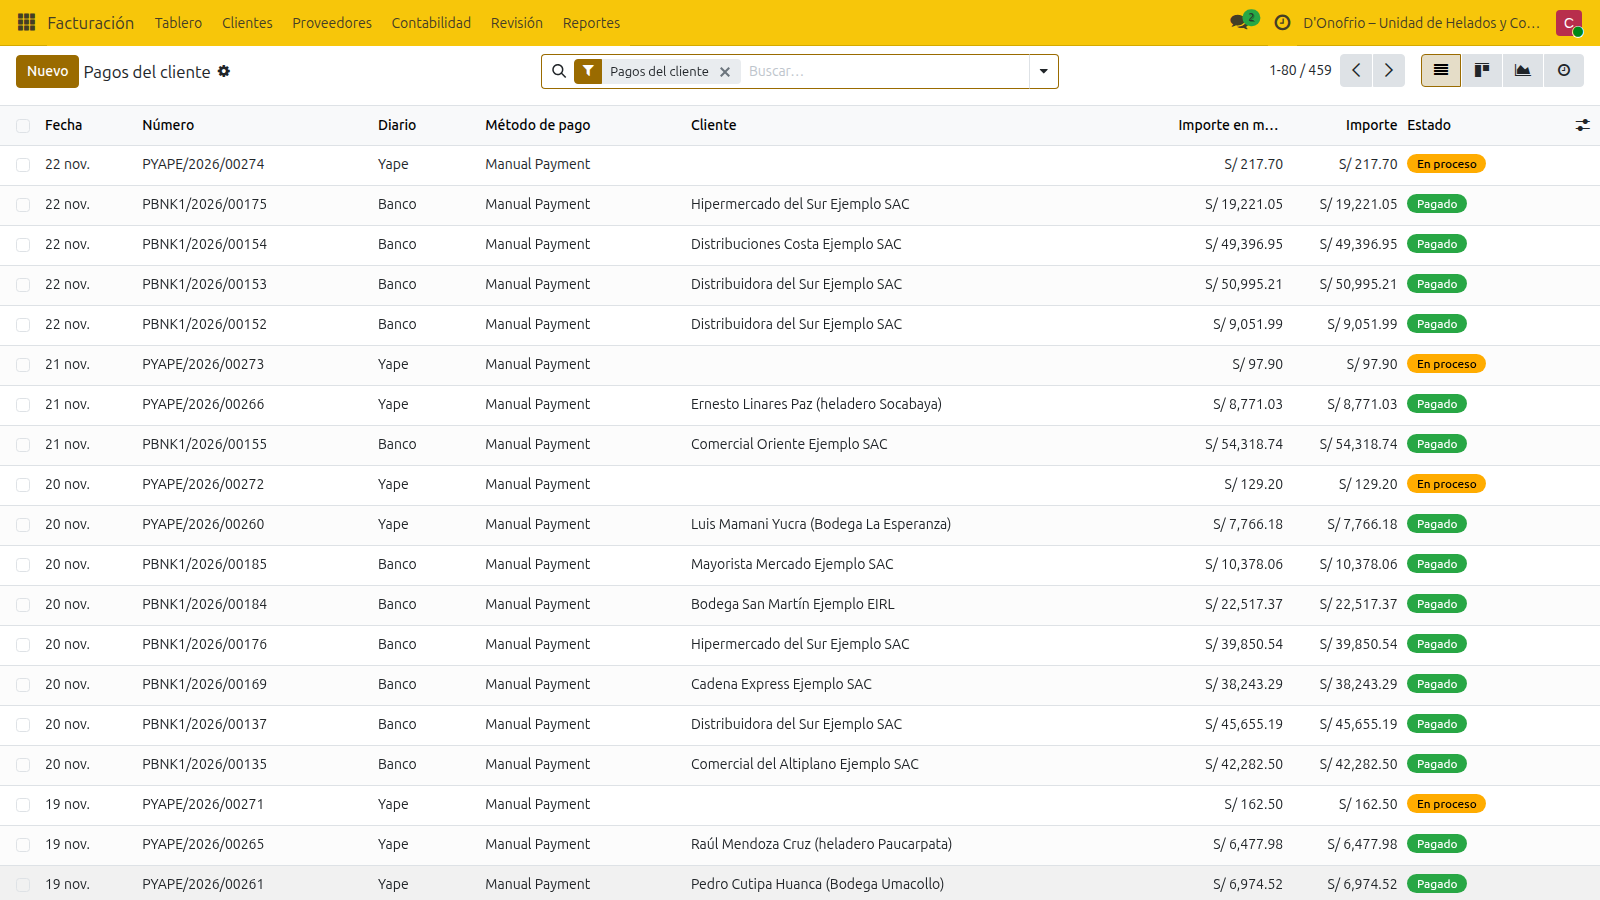 Facturación Tablero Clientes Proveedores Contabilidad Revisión Reportes 2 D'Onofrio – Unidad de Helados y Co... C
Nuevo Pagos del cliente Pagos del cliente Buscar... 1-80 / 459
Fecha Número Diario Método de pago Cliente Importe en m... Importe Estado
22 nov. PYAPE/2026/00274 Yape Manual Payment S/ 217.70 S/ 217.70 En proceso
22 nov. PBNK1/2026/00175 Banco Manual Payment Hipermercado del Sur Ejemplo SAC S/ 19,221.05 S/ 19,221.05 Pagado
22 nov. PBNK1/2026/00154 Banco Manual Payment Distribuciones Costa Ejemplo SAC S/ 49,396.95 S/ 49,396.95 Pagado
22 nov. PBNK1/2026/00153 Banco Manual Payment Distribuidora del Sur Ejemplo SAC S/ 50,995.21 S/ 50,995.21 Pagado
22 nov. PBNK1/2026/00152 Banco Manual Payment Distribuidora del Sur Ejemplo SAC S/ 9,051.99 S/ 9,051.99 Pagado
21 nov. PYAPE/2026/00273 Yape Manual Payment S/ 97.90 S/ 97.90 En proceso
21 nov. PYAPE/2026/00266 Yape Manual Payment Ernesto Linares Paz (heladero Socabaya) S/ 8,771.03 S/ 8,771.03 Pagado
21 nov. PBNK1/2026/00155 Banco Manual Payment Comercial Oriente Ejemplo SAC S/ 54,318.74 S/ 54,318.74 Pagado
20 nov. PYAPE/2026/00272 Yape Manual Payment S/ 129.20 S/ 129.20 En proceso
20 nov. PYAPE/2026/00260 Yape Manual Payment Luis Mamani Yucra (Bodega La Esperanza) S/ 7,766.18 S/ 7,766.18 Pagado
20 nov. PBNK1/2026/00185 Banco Manual Payment Mayorista Mercado Ejemplo SAC S/ 10,378.06 S/ 10,378.06 Pagado
20 nov. PBNK1/2026/00184 Banco Manual Payment Bodega San Martín Ejemplo EIRL S/ 22,517.37 S/ 22,517.37 Pagado
20 nov. PBNK1/2026/00176 Banco Manual Payment Hipermercado del Sur Ejemplo SAC S/ 39,850.54 S/ 39,850.54 Pagado
20 nov. PBNK1/2026/00169 Banco Manual Payment Cadena Express Ejemplo SAC S/ 38,243.29 S/ 38,243.29 Pagado
20 nov. PBNK1/2026/00137 Banco Manual Payment Distribuidora del Sur Ejemplo SAC S/ 45,655.19 S/ 45,655.19 Pagado
20 nov. PBNK1/2026/00135 Banco Manual Payment Comercial del Altiplano Ejemplo SAC S/ 42,282.50 S/ 42,282.50 Pagado
19 nov. PYAPE/2026/00271 Yape Manual Payment S/ 162.50 S/ 162.50 En proceso
19 nov. PYAPE/2026/00265 Yape Manual Payment Raúl Mendoza Cruz (heladero Paucarpata) S/ 6,477.98 S/ 6,477.98 Pagado
19 nov. PYAPE/2026/00261 Yape Manual Payment Pedro Cutipa Huanca (Bodega Umacollo) S/ 6,974.52 S/ 6,974.52 Pagado